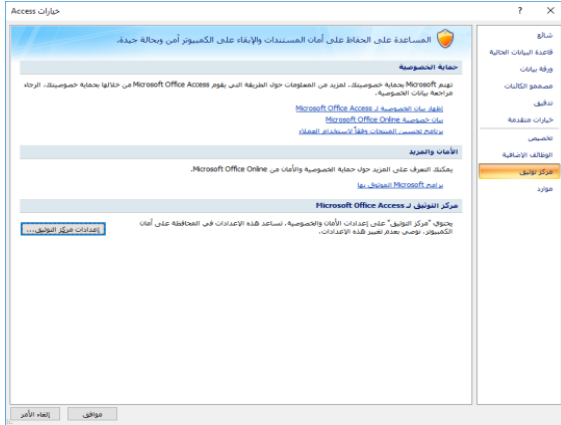 خيارات Access
شائع
قاعدة البيانات الحالية
ورقة بيانات
مصممو الكائنات
تدقيق
خيارات متقدمة
تخصيص
الوظائف الإضافية
مركز توثيق
موارد
المساعدة على الحفاظ على أمان المستندات والإبقاء على الكمبيوتر آمن وبحالة جيدة.
حماية الخصوصية
تهتم Microsoft بحماية خصوصيتك. لمزيد من المعلومات حول الطريقة التي يقوم Microsoft Office Access من خلالها بحماية خصوصيتك، الرجاء
مراجعة بيانات الخصوصية.
إظهار بيان الخصوصية لـ Microsoft Office Access
بيان خصوصية Microsoft Office Online
برنامج تحسين المنتجات وفقاً لاستخدام العملاء
الأمان والمزيد
يمكنك التعرف على المزيد حول حماية الخصوصية والأمان من Microsoft Office Online.
برامج Microsoft الموثوق بها
مركز التوثيق لـ Microsoft Office Access
يحتوي "مركز التوثيق" على إعدادات الأمان والخصوصية. تساعد هذه الإعدادات في المحافظة على أمان
الكمبيوتر. نوصي بعدم تغيير هذه الإعدادات.
إعدادات مركز التوثيق...
موافق
إلغاء الأمر